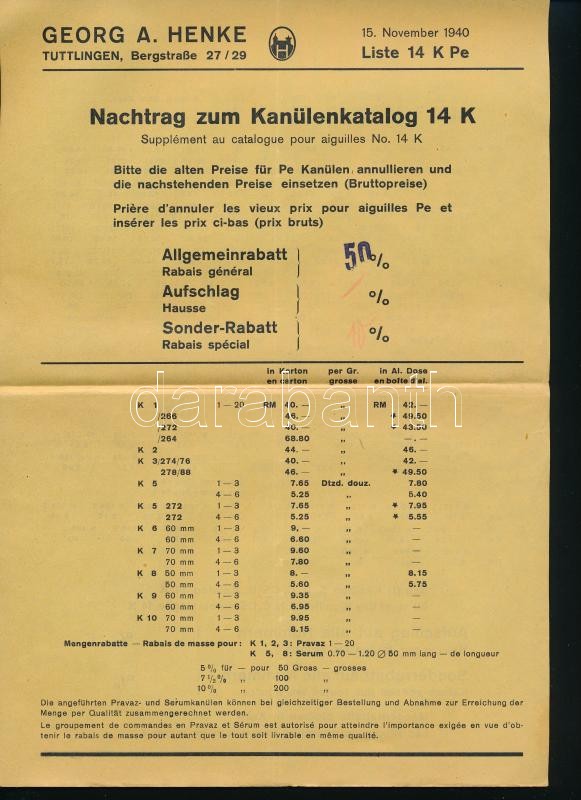 GEORG A. HENKE
TUTTLINGEN, Bergstraße 27/29
15. November 1940
Liste 14 K Pe
Nachtrag zum Kanülenkatalog 14 K
Supplément au catalogue pour aiguilles No. 14 K
Bitte die alten Preise für Pe Kanülen annullieren und
die nachstehenden Preise einsetzen (Bruttopreise)
Prière d'annuler les vieux prix pour aiguilles Pe et
insérer les prix ci-bas (prix bruts)
Allgemeinrabatt 50 %
Rabais général
Aufschlag / %
Hausse
Sonder-Rabatt 10 %
Rabais spécial
in Karton per Gr. in Al. Dose
en carton grosse en boîte d'al.
darabanth
K 1 1—20 RM 40.— „ RM 42.—
/266 46.— „ * 49.50
/272 40.— „ * 43.50
/264 68.80 „ —.—
K 2 44.— „ 46.—
K 3/274/76 40.— „ 42.—
278/88 46.— „ * 49.50
K 5 1—3 7.65 Dtzd. douz. 7.80
4—6 5.25 „ 5.40
K 5 272 1—3 7.65 „ * 7.95
272 4—6 5.25 „ * 5.55
K 6 60 mm 1—3 9.— „ —
60 mm 4—6 6.60 „ —
K 7 70 mm 1—3 9.60 „ —
70 mm 4—6 7.80 „ —
K 8 50 mm 1—3 8.— „ 8.15
50 mm 4—6 5.60 „ 5.75
K 9 60 mm 1—3 9.35 „ —
60 mm 4—6 6.95 „ —
K 10 70 mm 1—3 9.95 „ —
70 mm 4—6 8.15 „ —
Mengenrabatte — Rabais de masse pour: K 1, 2, 3: Pravaz 1—20
K 5, 8: Serum 0.70—1.20 Ø 50 mm lang — de longueur
5 % für — pour 50 Gross — grosses
7 1/2 % „ 100 „
10 % „ 200 „
Die angeführten Pravaz- und Serumkanülen können bei gleichzeitiger Bestellung und Abnahme zur Erreichung der
Menge per Qualität zusammengerechnet werden.
Le groupement de commandes en Pravaz et Sérum est autorisé pour atteindre l'importance exigée en vue d'ob-
tenir le rabais de masse pour autant que le tout soit livrable en même qualité.